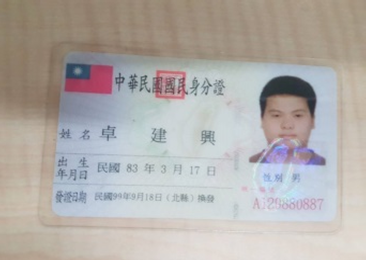 中華民國國民身分證
姓名 卓建興
出生年月日 民國 83 年 3 月 17 日
性別 男
發證日期 民國99年9月18日(北縣)換發